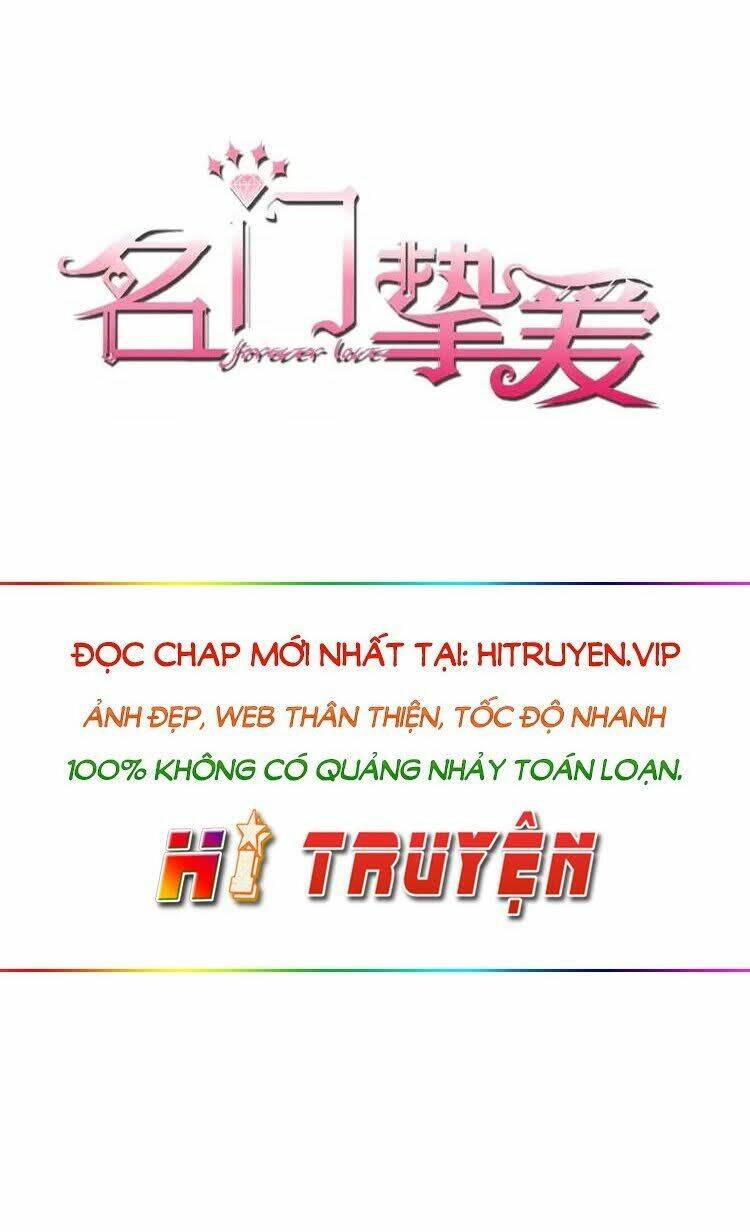 名门挚爱
forever love
ĐỌC CHAP MỚI NHẤT TẠI: HITRUYEN.VIP
ẢNH ĐẸP, WEB THÂN THIỆN, TỐC ĐỘ NHANH
100% KHÔNG CÓ QUẢNG NHẢY TOÁN LOẠN.
HI TRUYỆN